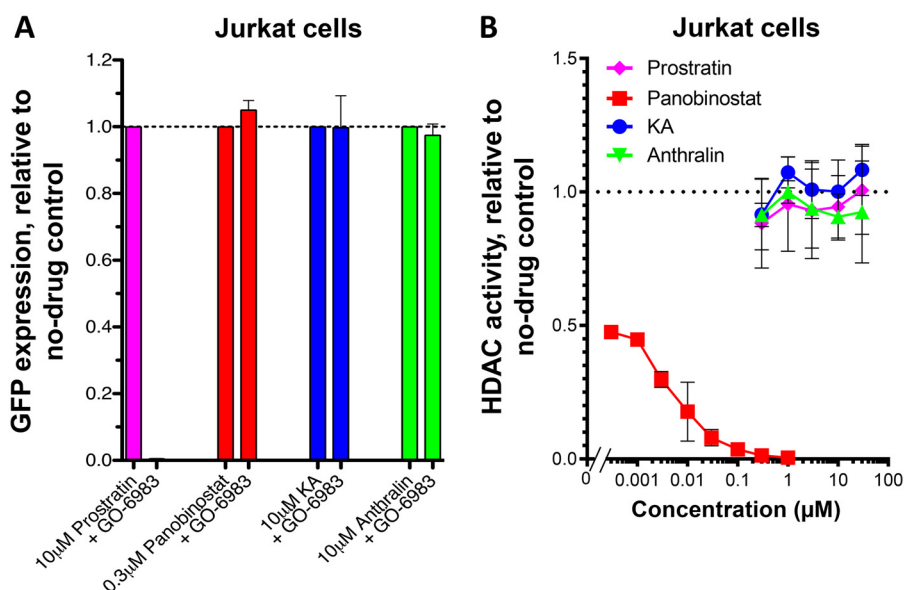 A
Jurkat cells
GFP expression, relative to
no-drug control
1.2
1.0
0.8
0.6
0.4
0.2
0.0
10μM Prostratin
+ GO-6983
0.3μM Panobinostat
+ GO-6983
10μM KA
+ GO-6983
10μM Anthralin
+ GO-6983
B
Jurkat cells
HDAC activity, relative to
no-drug control
1.5
1.0
0.5
0.0
Prostratin
Panobinostat
KA
Anthralin
0
0.001
0.01
0.1
1
10
100
Concentration (μM)